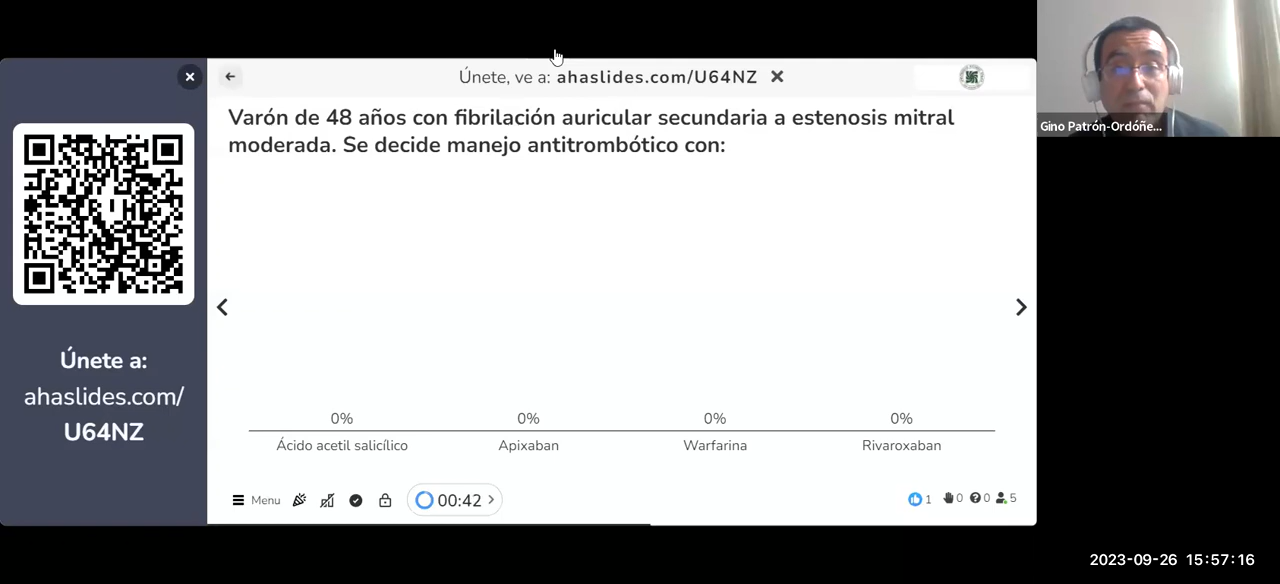 Únete, ve a: ahaslides.com/U64NZ
Varón de 48 años con fibrilación auricular secundaria a estenosis mitral
moderada. Se decide manejo antitrombótico con:
Únete a:
ahaslides.com/
U64NZ
0% 0% 0% 0%
Ácido acetil salicílico Apixaban Warfarina Rivaroxaban
Menu 00:42 1 0 0 5
Gino Patrón-Ordóñe...
2023-09-26 15:57:16